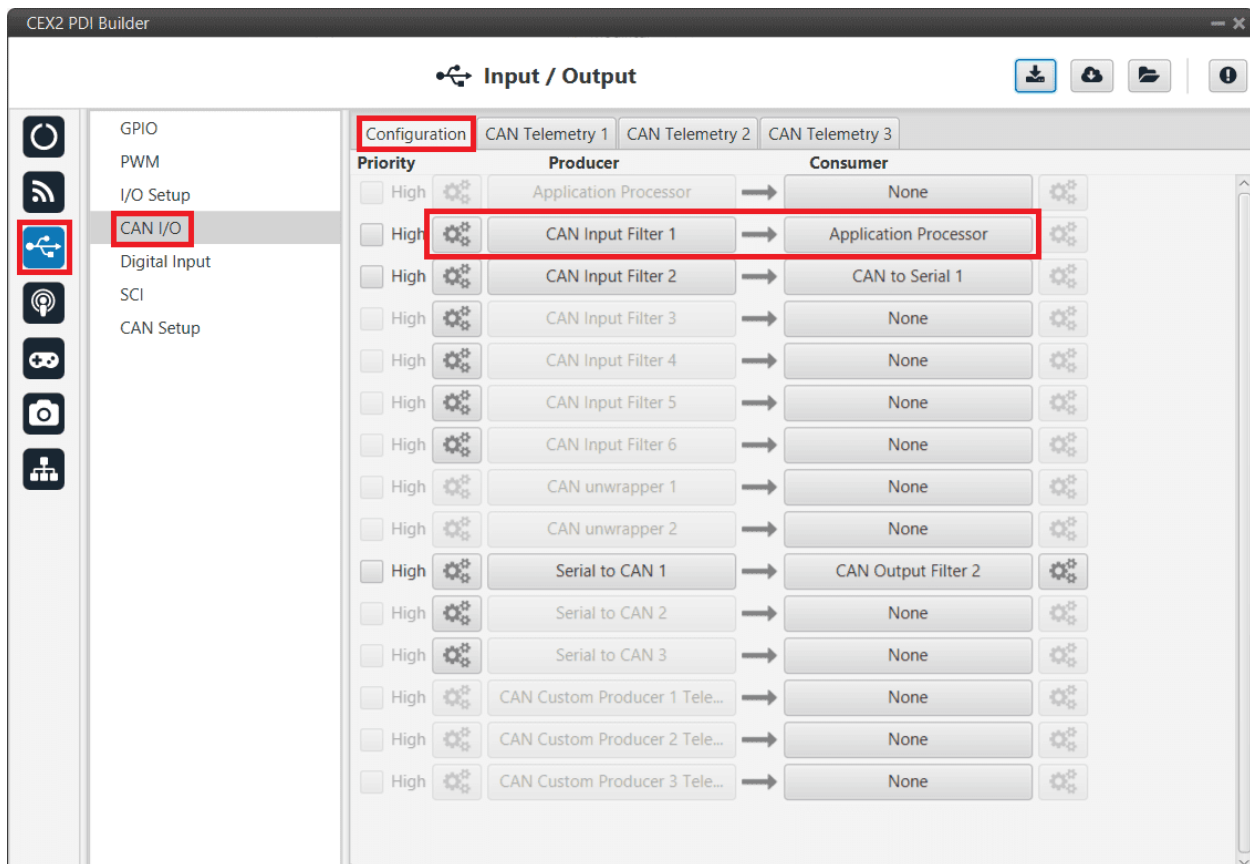 CEX2 PDI Builder
Input / Output
GPIO
PWM
I/O Setup
CAN I/O
Digital Input
SCI
CAN Setup
Configuration CAN Telemetry 1 CAN Telemetry 2 CAN Telemetry 3
Priority Producer Consumer
High Application Processor None
High CAN Input Filter 1 Application Processor
High CAN Input Filter 2 CAN to Serial 1
High CAN Input Filter 3 None
High CAN Input Filter 4 None
High CAN Input Filter 5 None
High CAN Input Filter 6 None
High CAN unwrapper 1 None
High CAN unwrapper 2 None
High Serial to CAN 1 CAN Output Filter 2
High Serial to CAN 2 None
High Serial to CAN 3 None
High CAN Custom Producer 1 Tele... None
High CAN Custom Producer 2 Tele... None
High CAN Custom Producer 3 Tele... None